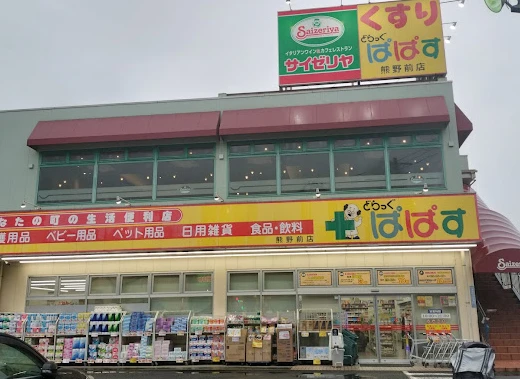 Saizeriya
イタリアンワイン&カフェレストラン
サイゼリヤ
くすり
どらっぐ
ぱぱす
熊野前店
なたの町の生活便利店
護用品 ベビー用品 ペット用品 日用雑貨 食品・飲料
熊野前店
どらっぐ
ぱぱす
Saizeriya